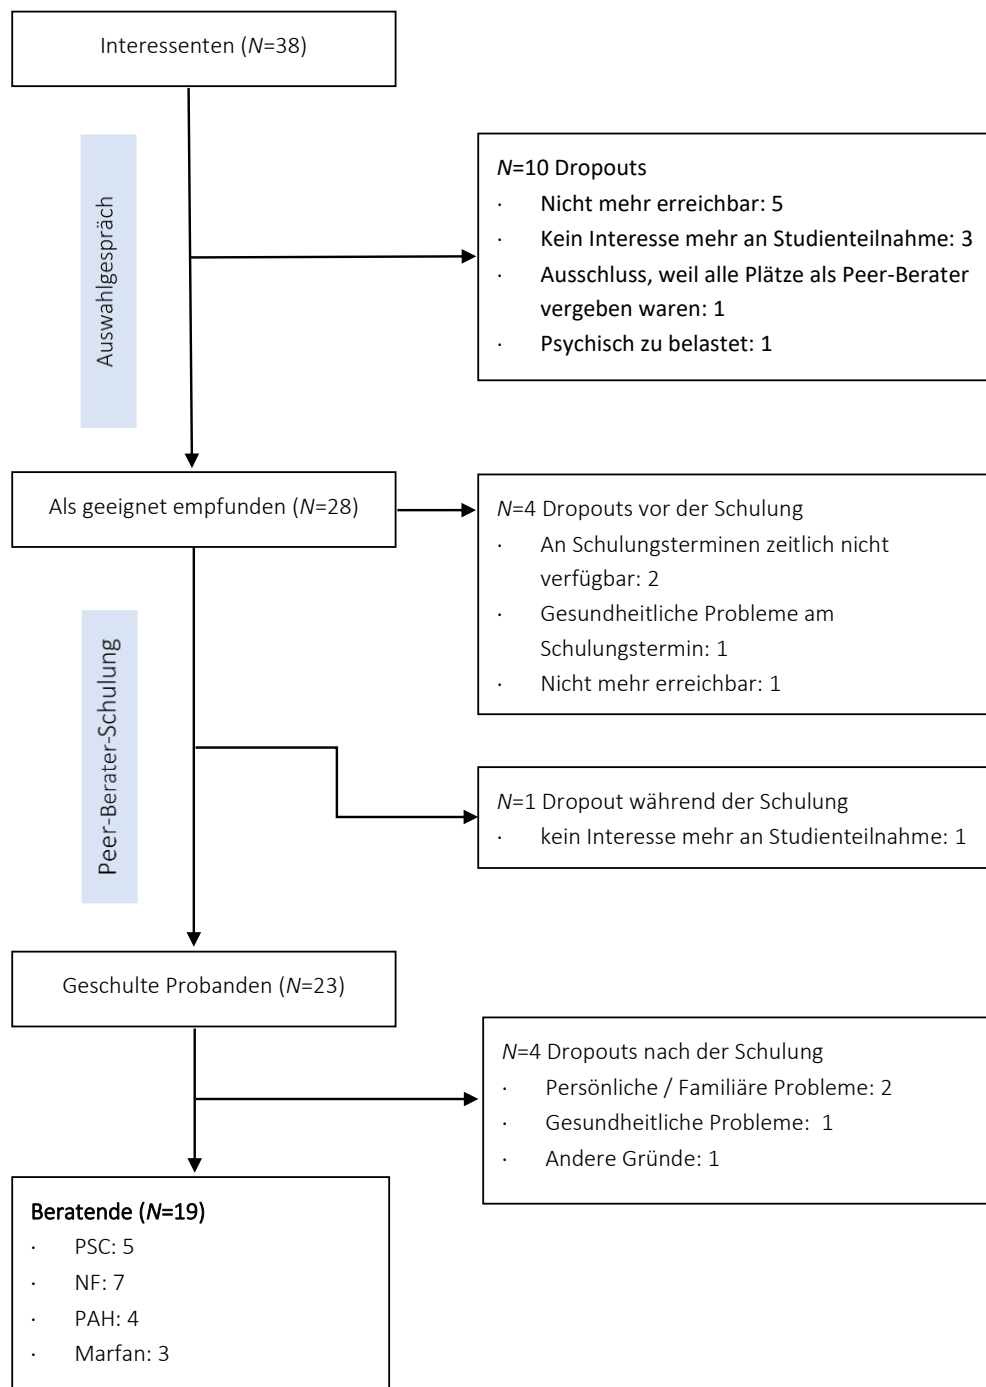 Interessenten (N=38)
Auswahlgespräch
N=10 Dropouts
· Nicht mehr erreichbar: 5
· Kein Interesse mehr an Studienteilnahme: 3
· Ausschluss, weil alle Plätze als Peer-Berater
vergeben waren: 1
· Psychisch zu belastet: 1
Als geeignet empfunden (N=28)
N=4 Dropouts vor der Schulung
· An Schulungsterminen zeitlich nicht
verfügbar: 2
· Gesundheitliche Probleme am
Schulungstermin: 1
· Nicht mehr erreichbar: 1
Peer-Berater-Schulung
N=1 Dropout während der Schulung
· kein Interesse mehr an Studienteilnahme: 1
Geschulte Probanden (N=23)
N=4 Dropouts nach der Schulung
· Persönliche / Familiäre Probleme: 2
· Gesundheitliche Probleme: 1
· Andere Gründe: 1
Beratende (N=19)
· PSC: 5
· NF: 7
· PAH: 4
· Marfan: 3